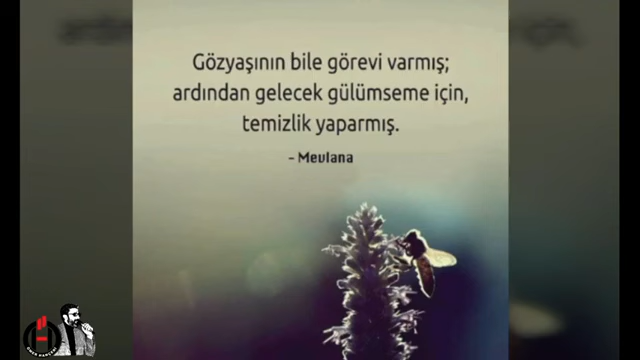 Gözyaşının bile görevi varmış;
ardından gelecek gülümseme için,
temizlik yaparmış.
- Mevlana